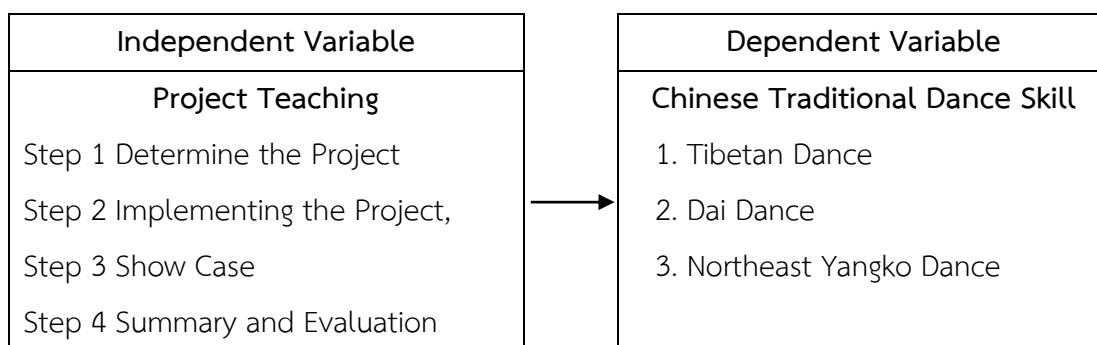 Independent Variable
Project Teaching
Step 1 Determine the Project
Step 2 Implementing the Project,
Step 3 Show Case
Step 4 Summary and Evaluation
Dependent Variable
Chinese Traditional Dance Skill
1. Tibetan Dance
2. Dai Dance
3. Northeast Yangko Dance